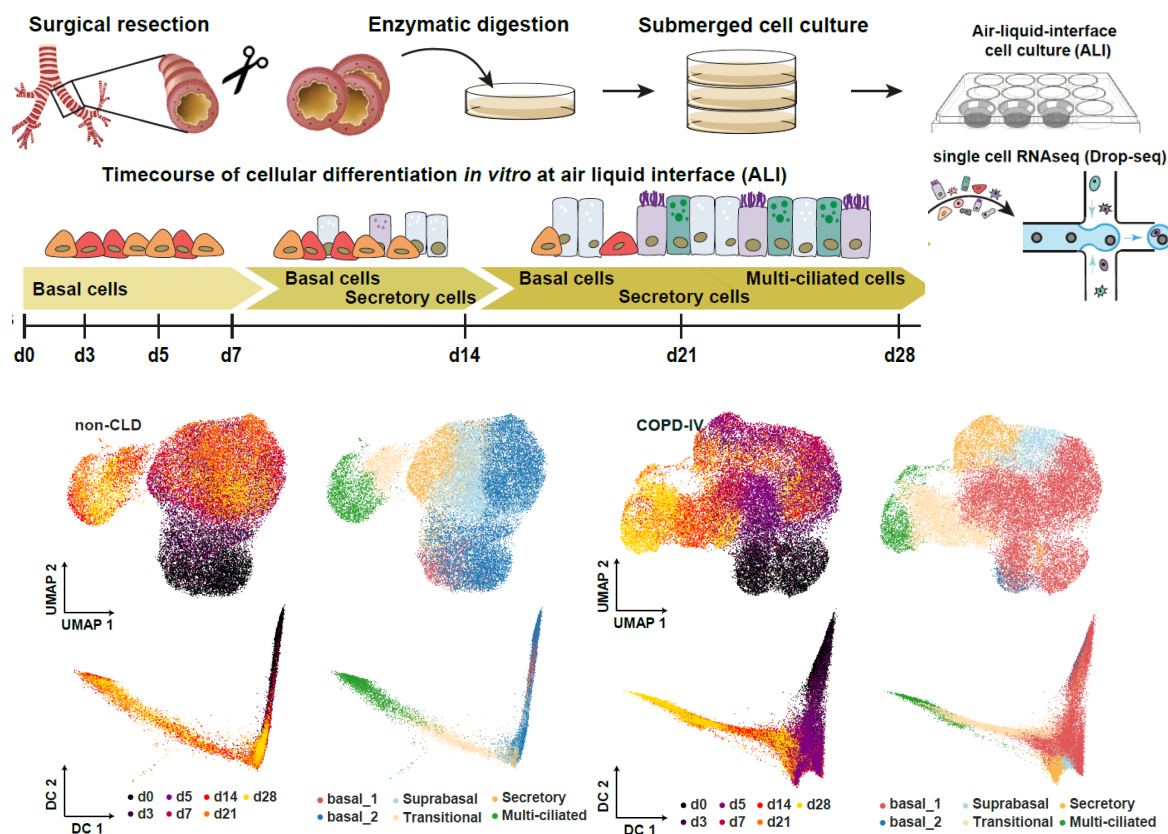 Surgical resection
Enzymatic digestion
Submerged cell culture
Air-liquid-interface
cell culture (ALI)
single cell RNAseq (Drop-seq)
Timecourse of cellular differentiation in vitro at air liquid interface (ALI)
Basal cells
Basal cells
Secretory cells
Basal cells
Secretory cells
Multi-ciliated cells
d0
d3
d5
d7
d14
d21
d28
non-CLD
UMAP 2
UMAP 1
COPD-IV
UMAP 2
UMAP 1
DC 2
DC 1
d0 d5 d14 d28
d3 d7 d21
basal_1 Suprabasal Secretory
basal_2 Transitional Multi-ciliated
DC 2
DC 1
d0 d5 d14 d28
d3 d7 d21
basal_1 Suprabasal Secretory
basal_2 Transitional Multi-ciliated